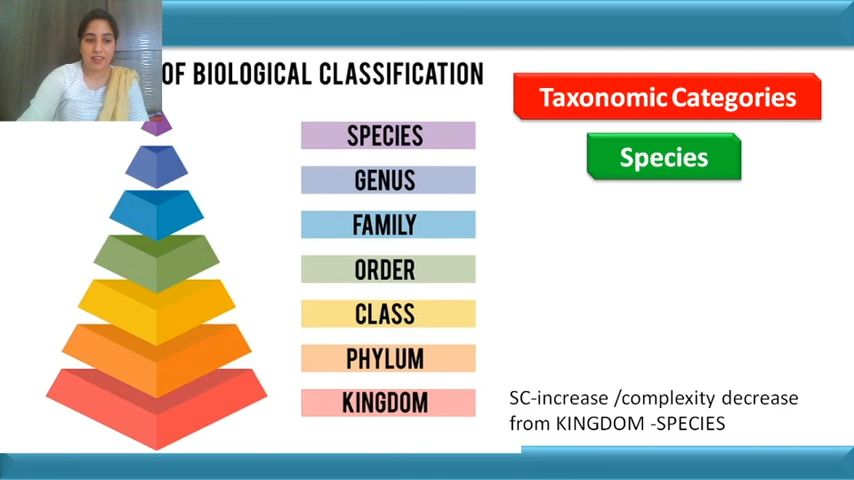 OF BIOLOGICAL CLASSIFICATION
Taxonomic Categories
Species
SPECIES
GENUS
FAMILY
ORDER
CLASS
PHYLUM
KINGDOM
SC-increase /complexity decrease
from KINGDOM -SPECIES